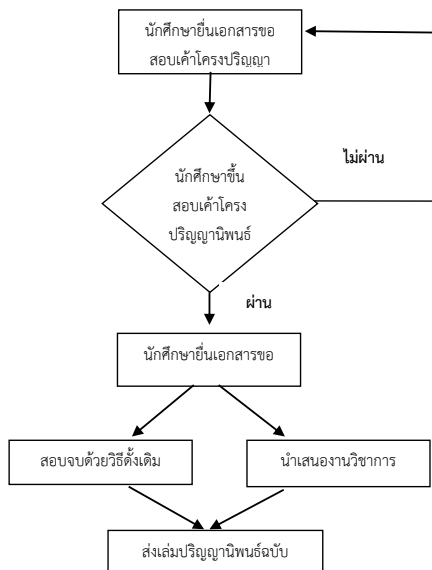 นักศึกษายื่นเอกสารขอ
สอบเค้าโครงปริญญา
ไม่ผ่าน
นักศึกษาขึ้น
สอบเค้าโครง
ปริญญานิพนธ์
ผ่าน
นักศึกษายื่นเอกสารขอ
สอบจบด้วยวิธีดั้งเดิม
นำเสนองานวิชาการ
ส่งเล่มปริญญานิพนธ์ฉบับ